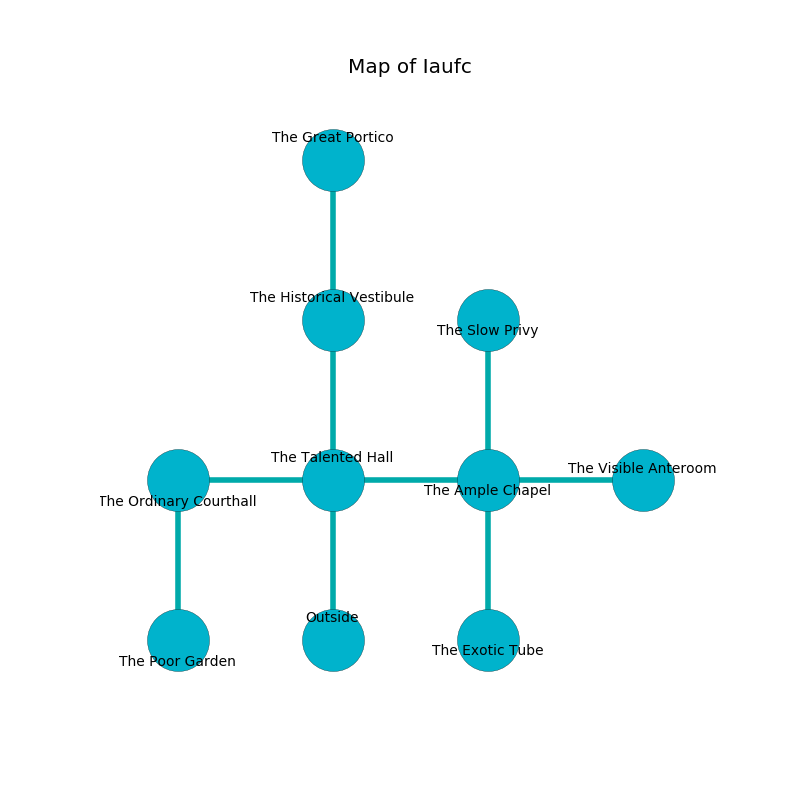 Map of Iaufc
The Great Portico
The Historical Vestibule
The Slow Privy
The Talented Hall
The Visible Anteroom
The Ample Chapel
The Ordinary Courthall
Outside
The Exotic Tube
The Poor Garden